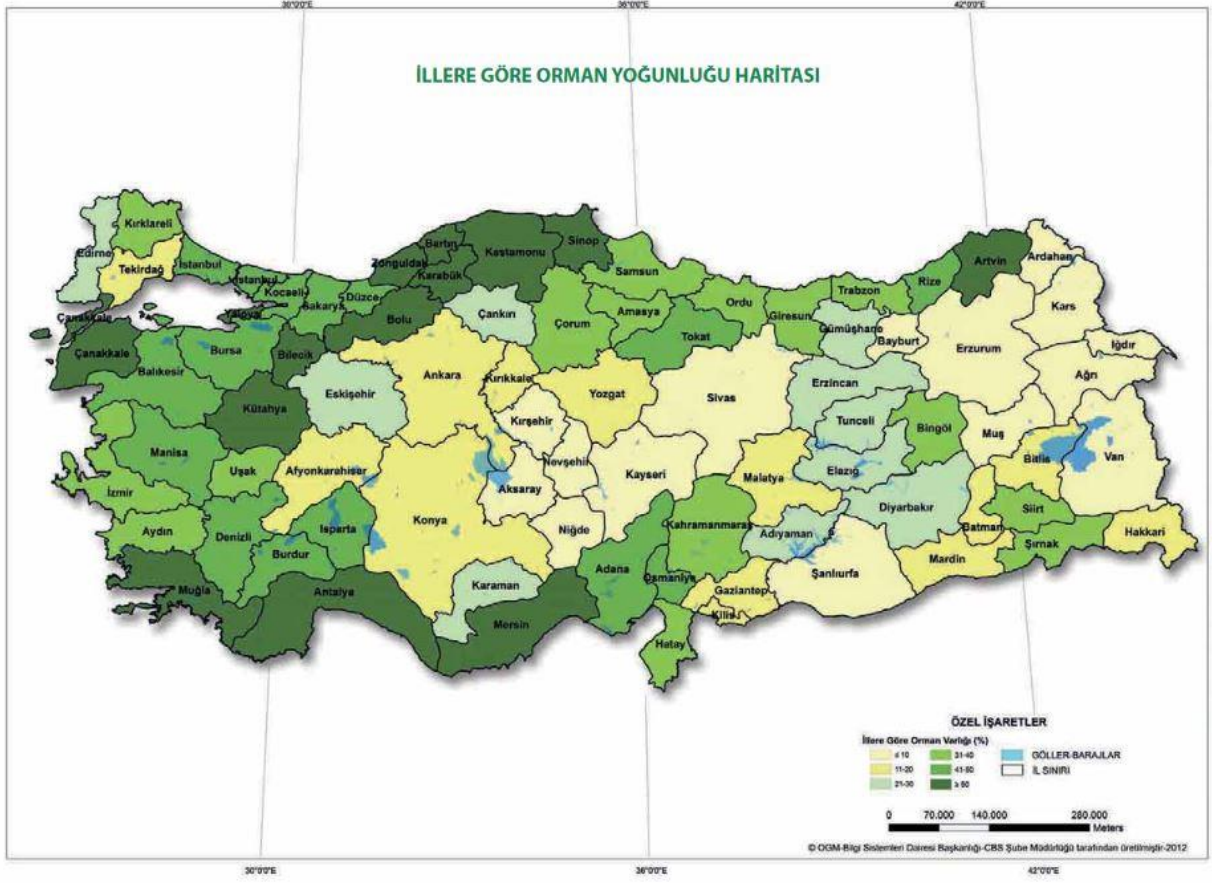 30°0'0"E 36°0'0"E 42°0'0"E
İLLERE GÖRE ORMAN YOĞUNLUĞU HARİTASI
Kırklareli
Edirne
Tekirdağ
İstanbul
İstanbul
Kocaeli
Yalova
Sakarya
Düzce
Zonguldak
Bartın
Karabük
Kastamonu
Sinop
Bolu
Çankırı
Samsun
Çorum
Amasya
Ordu
Tokat
Giresun
Trabzon
Rize
Artvin
Ardahan
Kars
Gümüşhane
Bayburt
Erzurum
Iğdır
Ağrı
Çanakkale
Çanakkale
Balıkesir
Bursa
Bilecik
Kütahya
Eskişehir
Ankara
Kırıkkale
Yozgat
Sivas
Erzincan
Tunceli
Bingöl
Muş
Bitlis
Van
Manisa
Uşak
Afyonkarahisar
Kırşehir
Nevşehir
Aksaray
Kayseri
Malatya
Elazığ
Diyarbakır
Batman
Siirt
Şırnak
Hakkari
İzmir
Aydın
Denizli
Isparta
Burdur
Konya
Niğde
Kahramanmaraş
Adıyaman
Şanlıurfa
Mardin
Muğla
Antalya
Karaman
Mersin
Adana
Osmaniye
Gaziantep
Kilis
Hatay
ÖZEL İŞARETLER
İllere Göre Orman Varlığı (%)
≤ 10 31-40 GÖLLER-BARAJLAR
11-20 41-50 İL SINIRI
21-30 ≥ 50
0 70.000 140.000 280.000
Meters
© OGM-Bilgi Sistemleri Dairesi Başkanlığı-CBS Şube Müdürlüğü tarafından üretilmiştir-2012
30°0'0"E 36°0'0"E 42°0'0"E